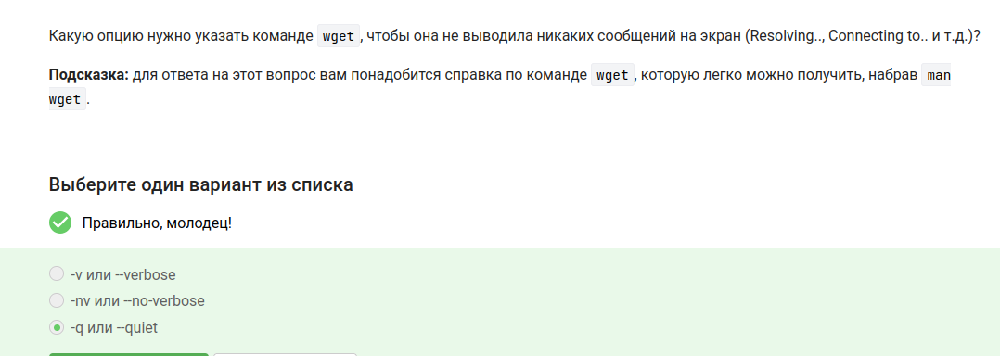 Какую опцию нужно указать команде wget, чтобы она не выводила никаких сообщений на экран (Resolving.., Connecting to.. и т.д.)?
Подсказка: для ответа на этот вопрос вам понадобится справка по команде wget, которую легко можно получить, набрав man
wget.
Выберите один вариант из списка
Правильно, молодец!
-v или --verbose
-nv или --no-verbose
-q или --quiet